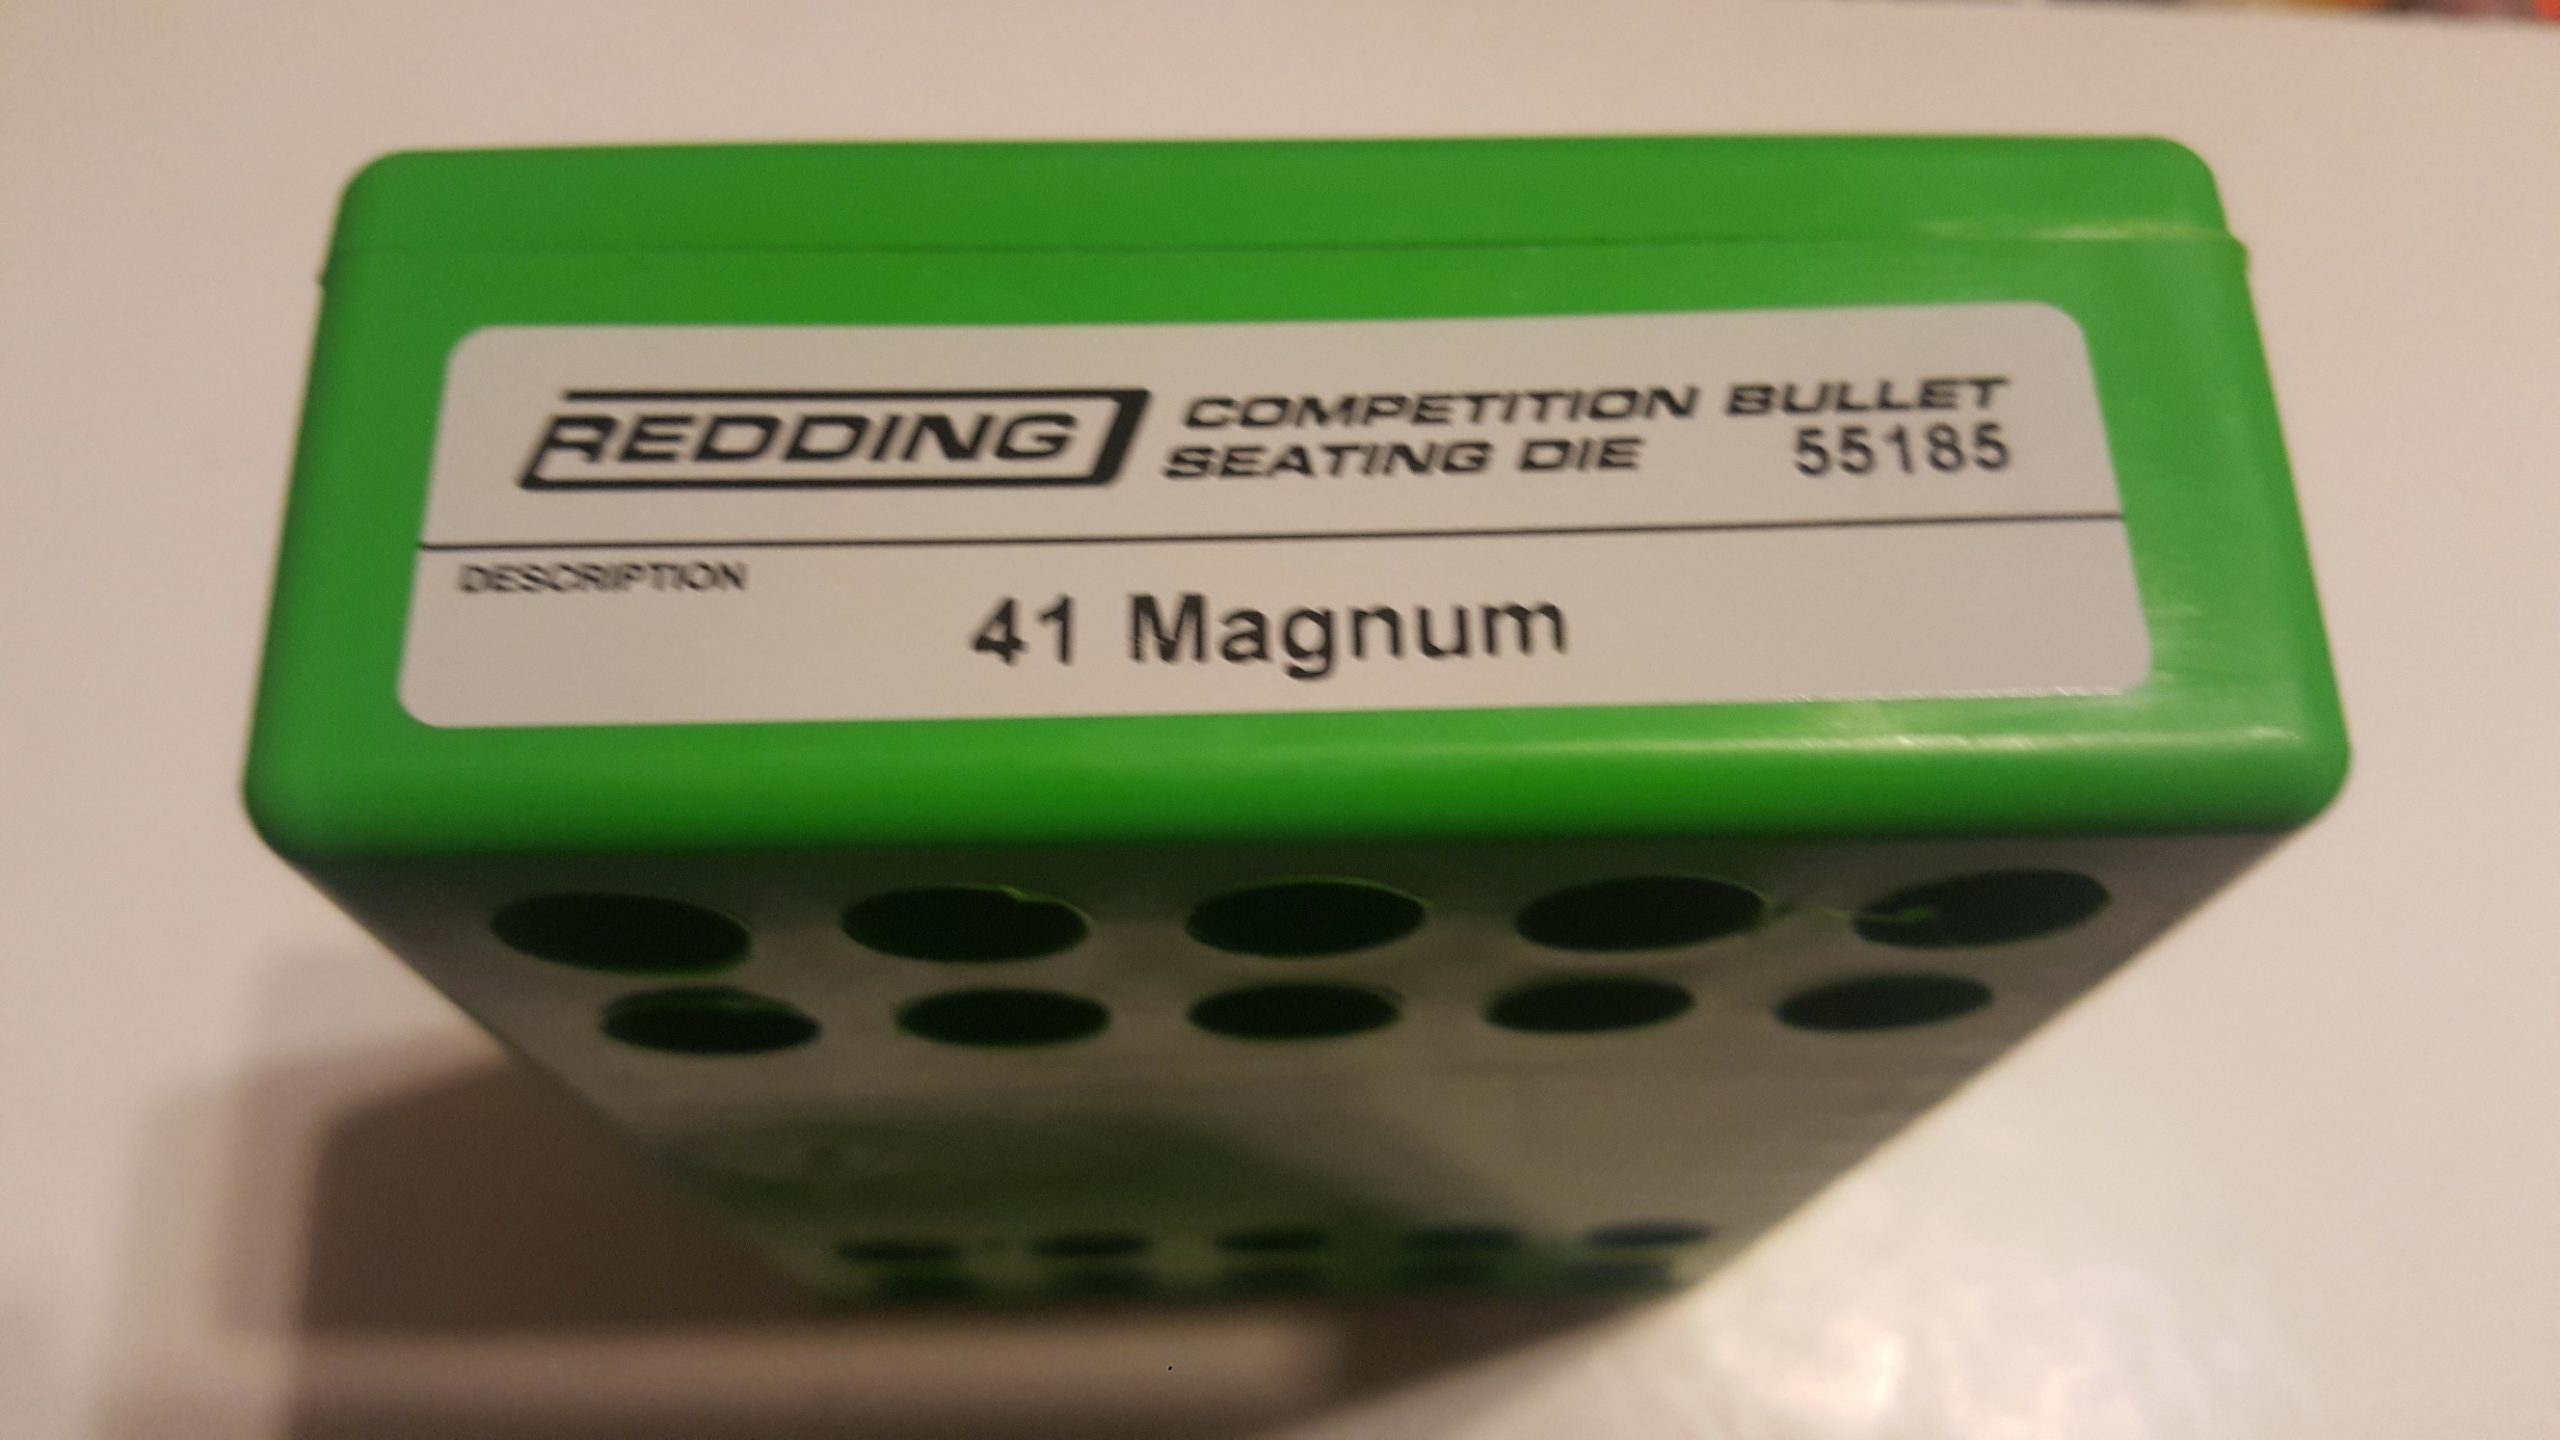 REDDING COMPETITION BULLET
SEATING DIE 55185
DESCRIPTION
41 Magnum